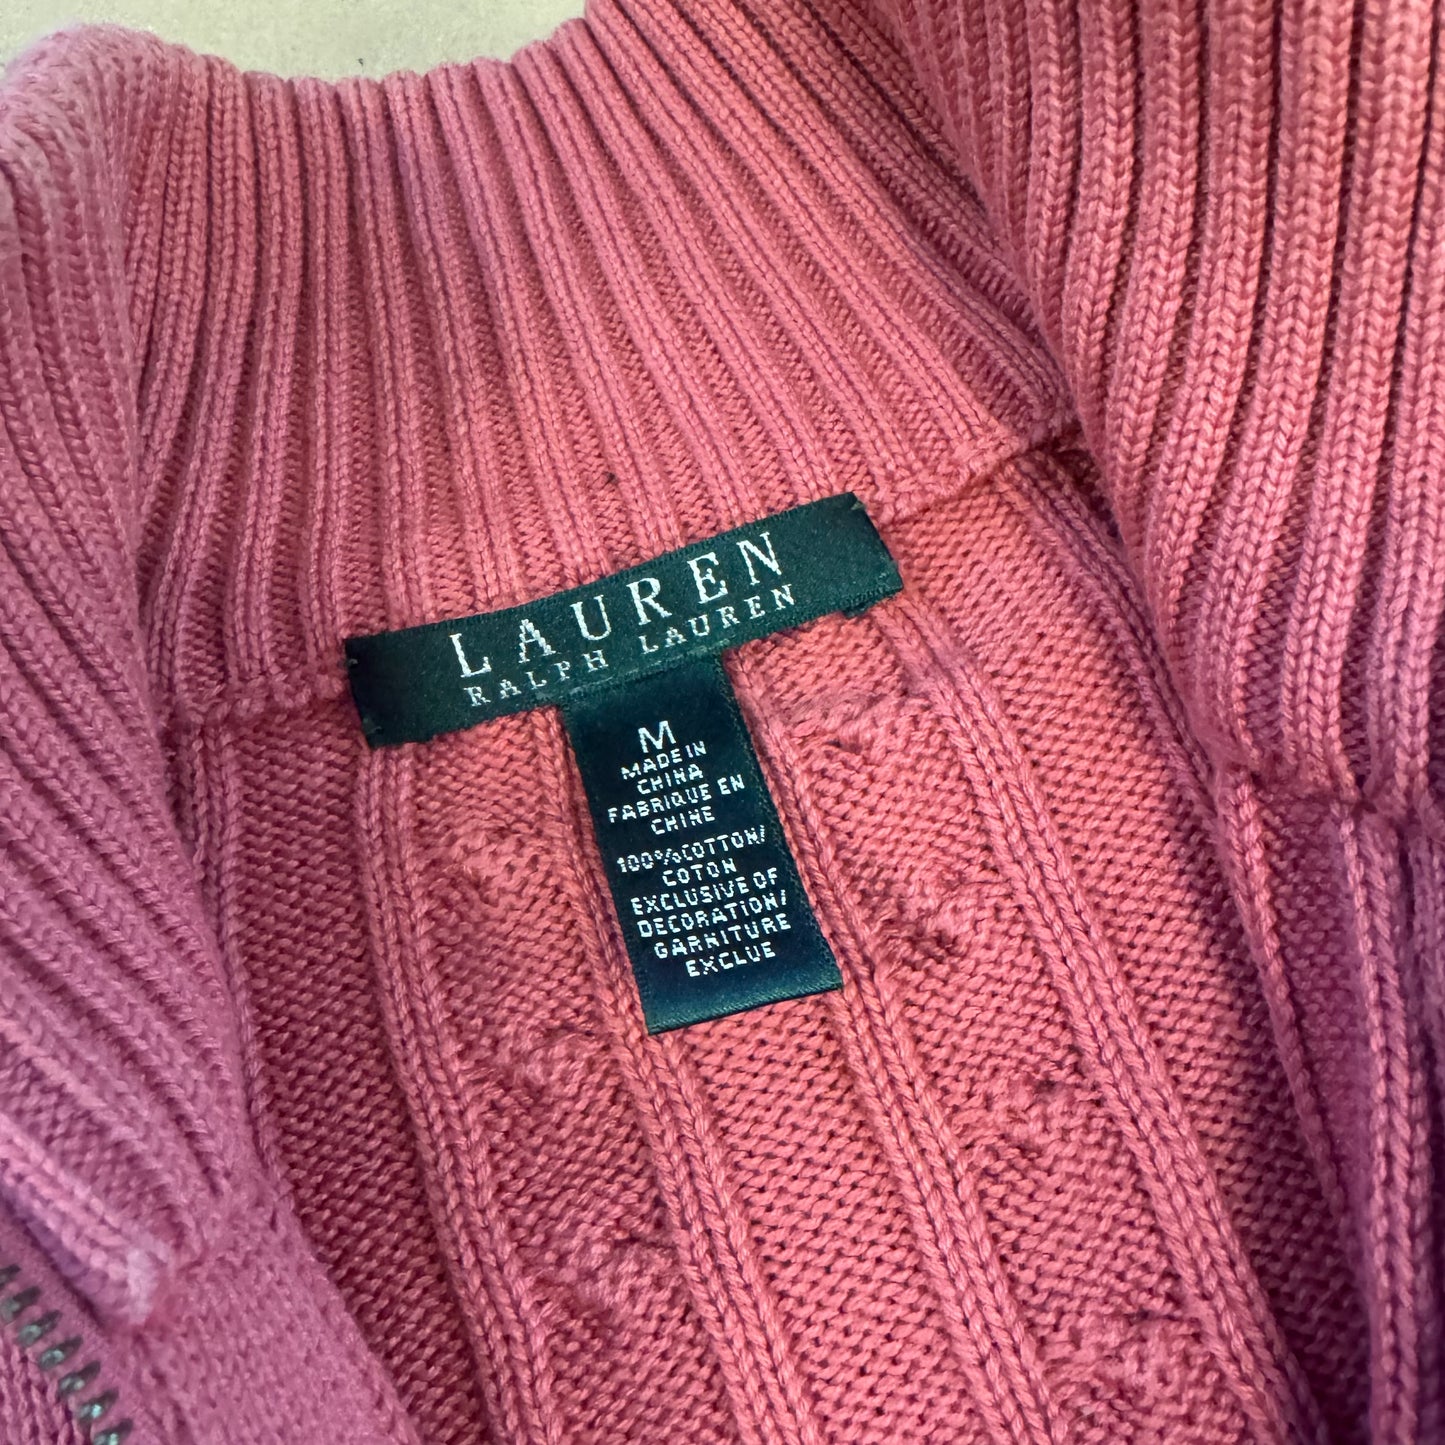 LAUREN
RALPH LAUREN
M
MADE IN
CHINA
FABRIQUE EN
CHINE
100% COTTON/
COTON
EXCLUSIVE OF
DECORATION/
GARNITURE
EXCLUE